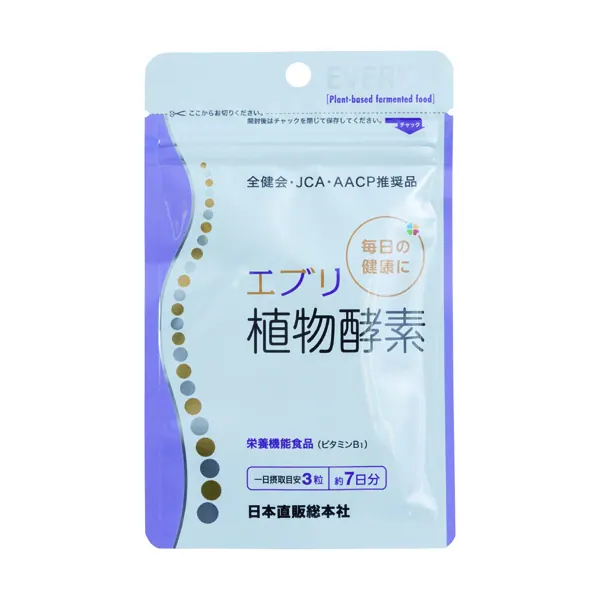 EVERY
[Plant-based fermented food]
ここからお切りください。
開封後はチャックを閉じて保存してください。
チャック
全健会・JCA・AACP推奨品
毎日の
健康に
エブリ
植物酵素
栄養機能食品(ビタミンB1)
一日摂取目安3粒 約7日分
日本直販総本社